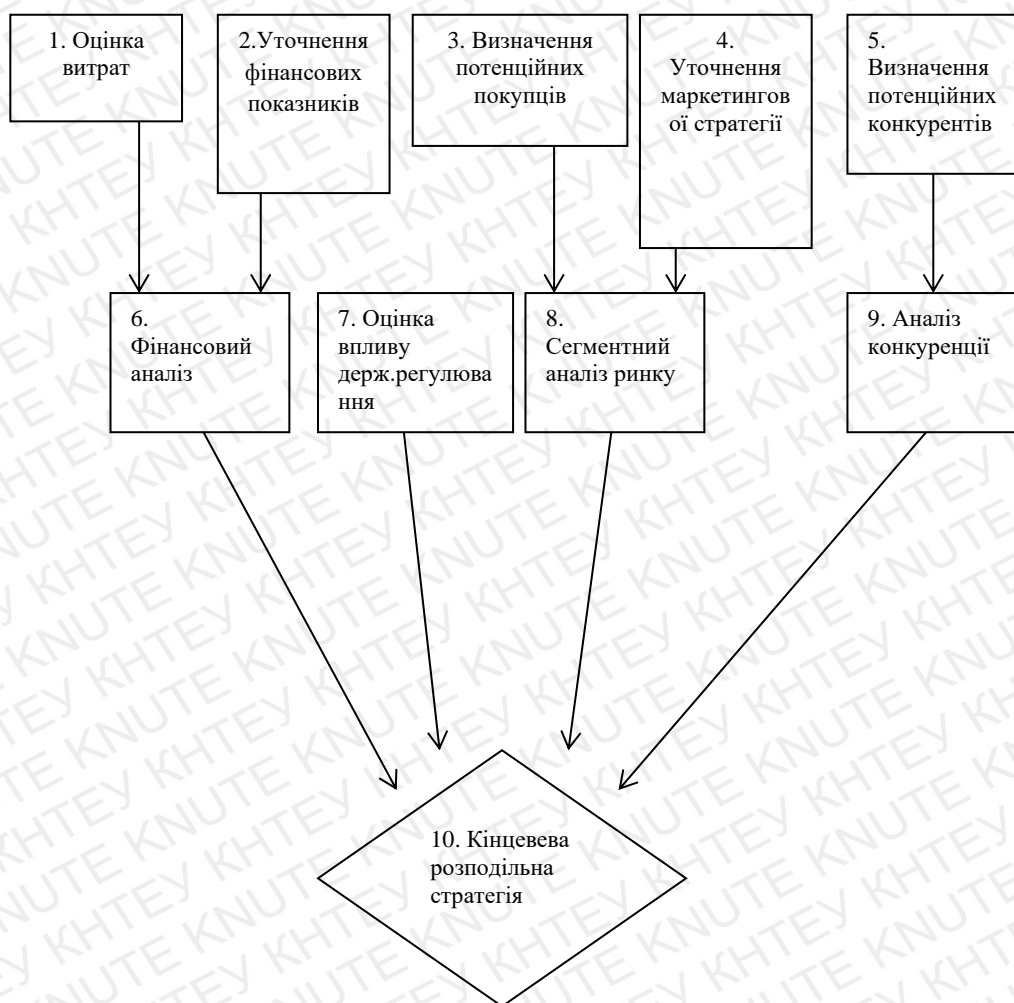 1. Оцінка
витрат
2.Уточнення
фінансових
показників
3. Визначення
потенційних
покупців
4.
Уточнення
маркетингов
ої стратегії
5.
Визначення
потенційних
конкурентів
6.
Фінансовий
аналіз
7. Оцінка
впливу
держ.регулюва
ння
8.
Сегментний
аналіз ринку
9. Аналіз
конкуренції
10. Кінцевева
розподільна
стратегія